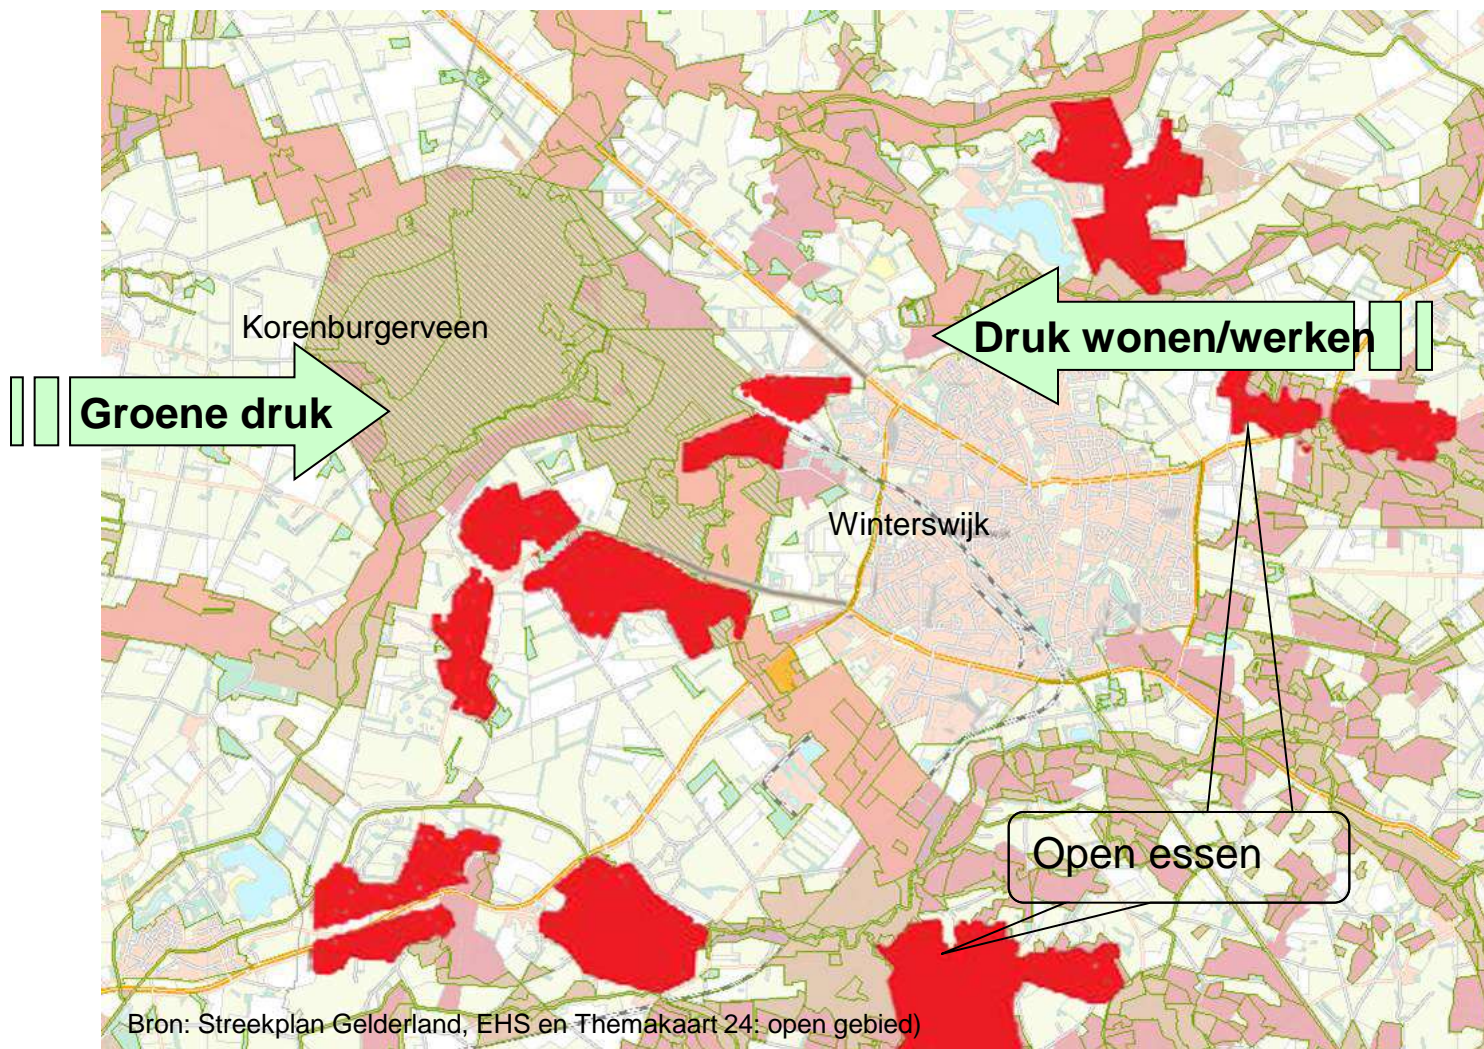 Korenburgerveen
Druk wonen/werken
Groene druk
Winterswijk
Open essen
Bron: Streekplan Gelderland, EHS en Themakaart 24: open gebied)